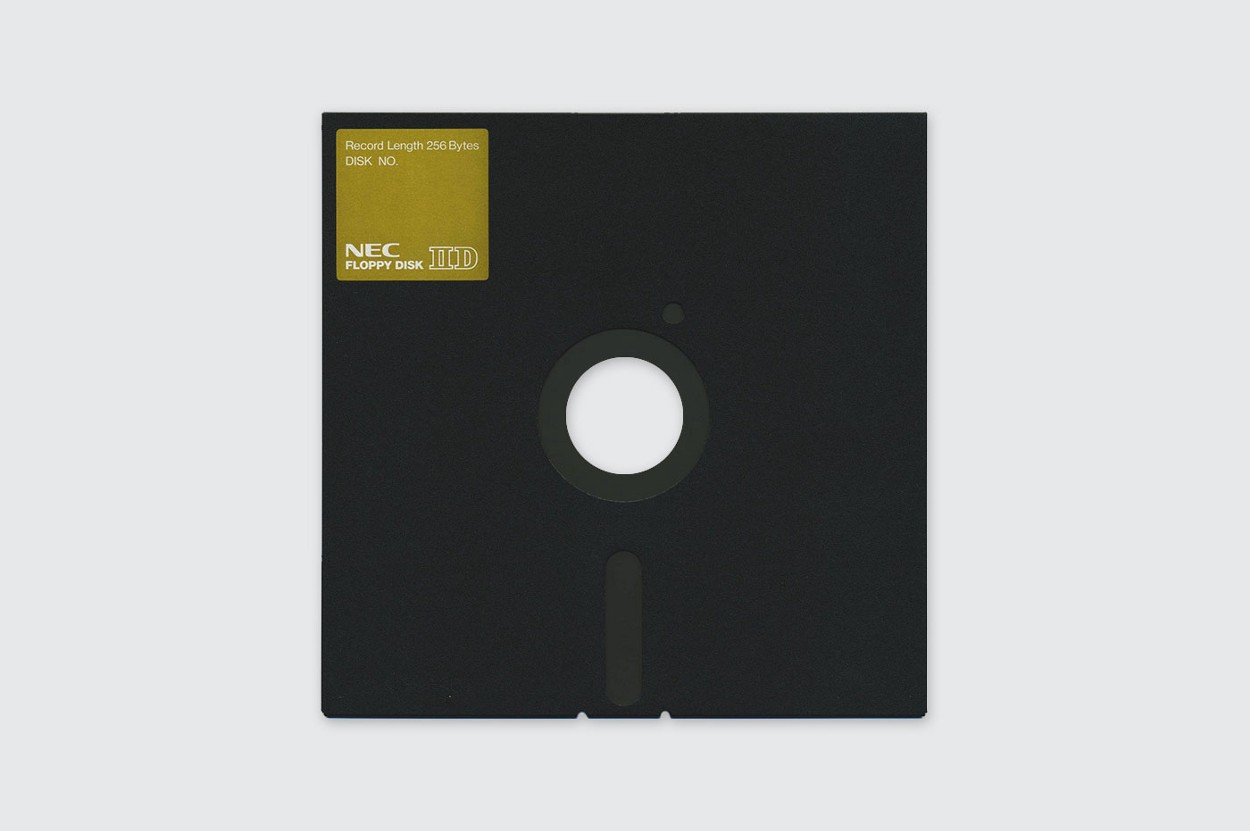 Record Length 256 Bytes
DISK NO.
NEC
FLOPPY DISK IID